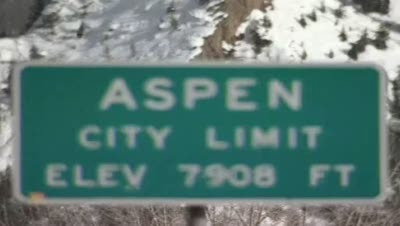 ASPEN
CITY LIMIT
ELEV 7908 FT